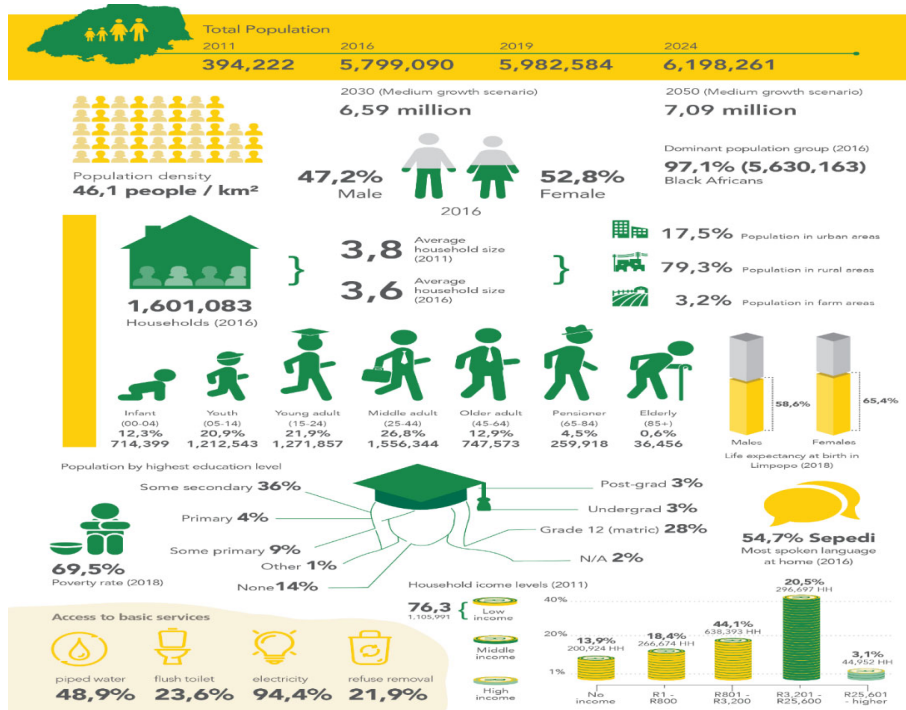 Total Population
2011 2016 2019 2024
394,222 5,799,090 5,982,584 6,198,261
2030 (Medium growth scenario)
6,59 million
2050 (Medium growth scenario)
7,09 million
Population density
46,1 people / km²
47,2%
Male
52,8%
Female
2016
Dominant population group (2016)
97,1% (5,630,163)
Black Africans
1,601,083
Households (2016)
}
3,8 Average
household size
(2011)
3,6 Average
household size
(2016)
}
17,5% Population in urban areas
79,3% Population in rural areas
3,2% Population in farm areas
Infant
(00-04)
12,3%
714,399
Youth
(05-14)
20,9%
1,212,543
Young adult
(15-24)
21,9%
1,271,857
Middle adult
(25-44)
26,8%
1,556,344
Older adult
(45-64)
12,9%
747,573
Pensioner
(65-84)
4,5%
259,918
Elderly
(85+)
0,6%
36,456
58,6%
65,4%
Males Females
Life expectancy at birth in
Limpopo (2018)
Population by highest education level
Some secondary 36%
Primary 4%
Some primary 9%
Other 1%
None 14%
Post-grad 3%
Undergrad 3%
Grade 12 (matric) 28%
N/A 2%
69,5%
Poverty rate (2018)
54,7% Sepedi
Most spoken language
at home (2016)
Access to basic services
piped water
48,9%
flush toilet
23,6%
electricity
94,4%
refuse removal
21,9%
Household income levels (2011)
76,3 {
1,105,991
Low
income
Middle
income
High
income
40%
20%
1%
13,9%
200,924 HH
No
income
18,4%
266,674 HH
R1 -
R800
44,1%
638,393 HH
R801 -
R3,200
20,5%
296,697 HH
R3,201 -
R25,600
3,1%
44,952 HH
R25,601
- higher